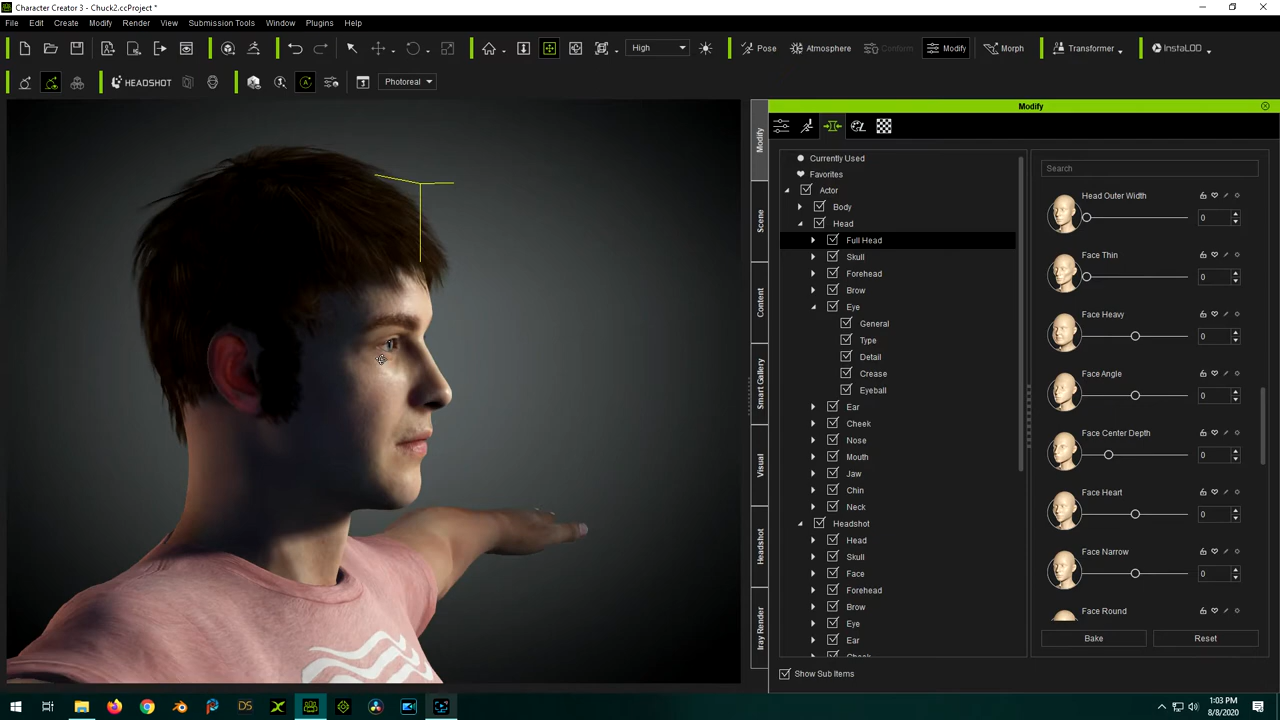 Character Creator 3 - Chuck2.ccProject *
File Edit Create Modify Render Animation Submission Tools Window Plugins Help
High Pose Atmosphere Conform Modify Morph Transformer InstaLOD
HEADSHOT Photoreal
Modify
Modify
Scene
Content
Smart Gallery
Visual
Headshot
Iray Render
Currently Used
Favorites
Actor
Body
Head
Full Head
Skull
Forehead
Brow
Eye
General
Type
Detail
Crease
Eyeball
Ear
Cheek
Nose
Mouth
Jaw
Chin
Neck
Headshot
Head
Skull
Face
Forehead
Brow
Eye
Ear
Cheek
Show Sub Items
Search
Head Outer Width
0
Face Thin
0
Face Heavy
0
Face Angle
0
Face Center Depth
0
Face Heart
0
Face Narrow
0
Face Round
Bake Reset
DS
1:03 PM
8/8/2020